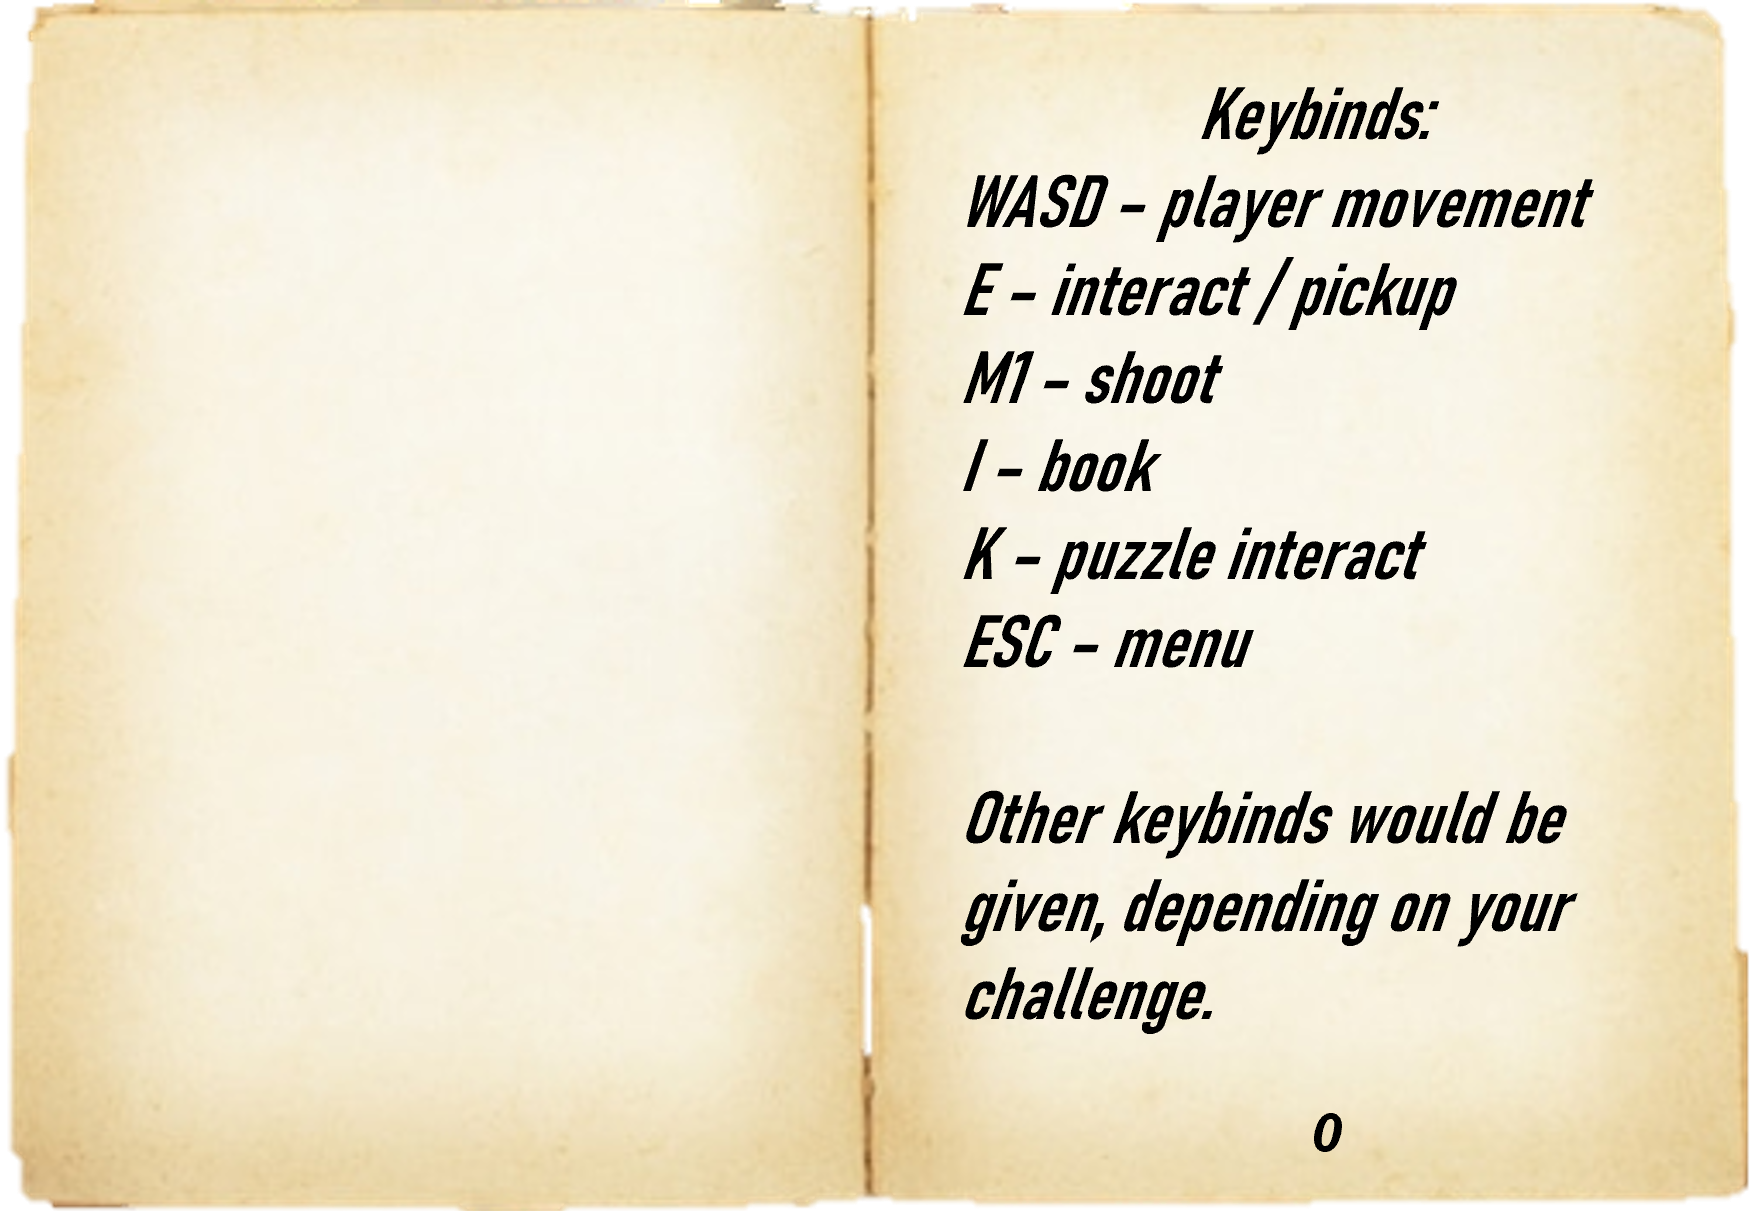 Keybinds:
WASD - player movement
E - interact / pickup
M1 - shoot
I - book
K - puzzle interact
ESC - menu
Other keybinds would be
given, depending on your
challenge.
0